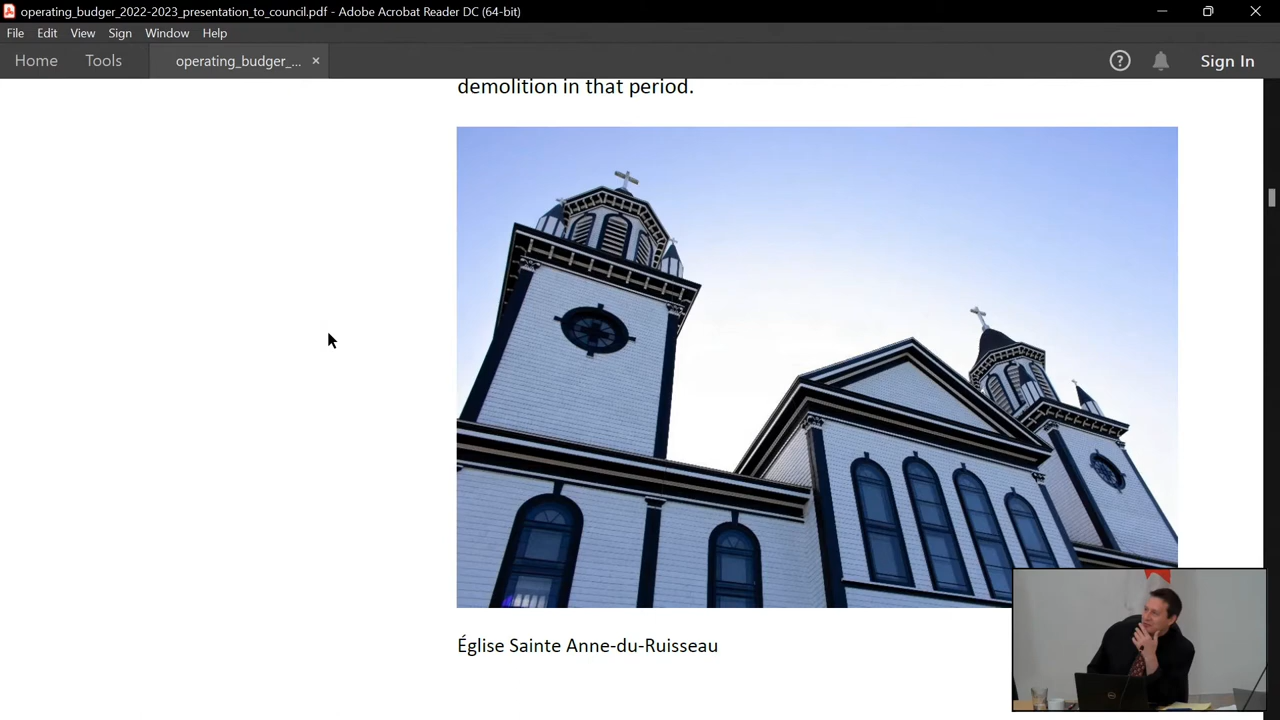 operating_budger_2022-2023_presentation_to_council.pdf - Adobe Acrobat Reader DC (64-bit)
File Edit View Sign Window Help
Home Tools operating_budger_... × ? Sign In
demolition in that period.
Église Sainte Anne-du-Ruisseau